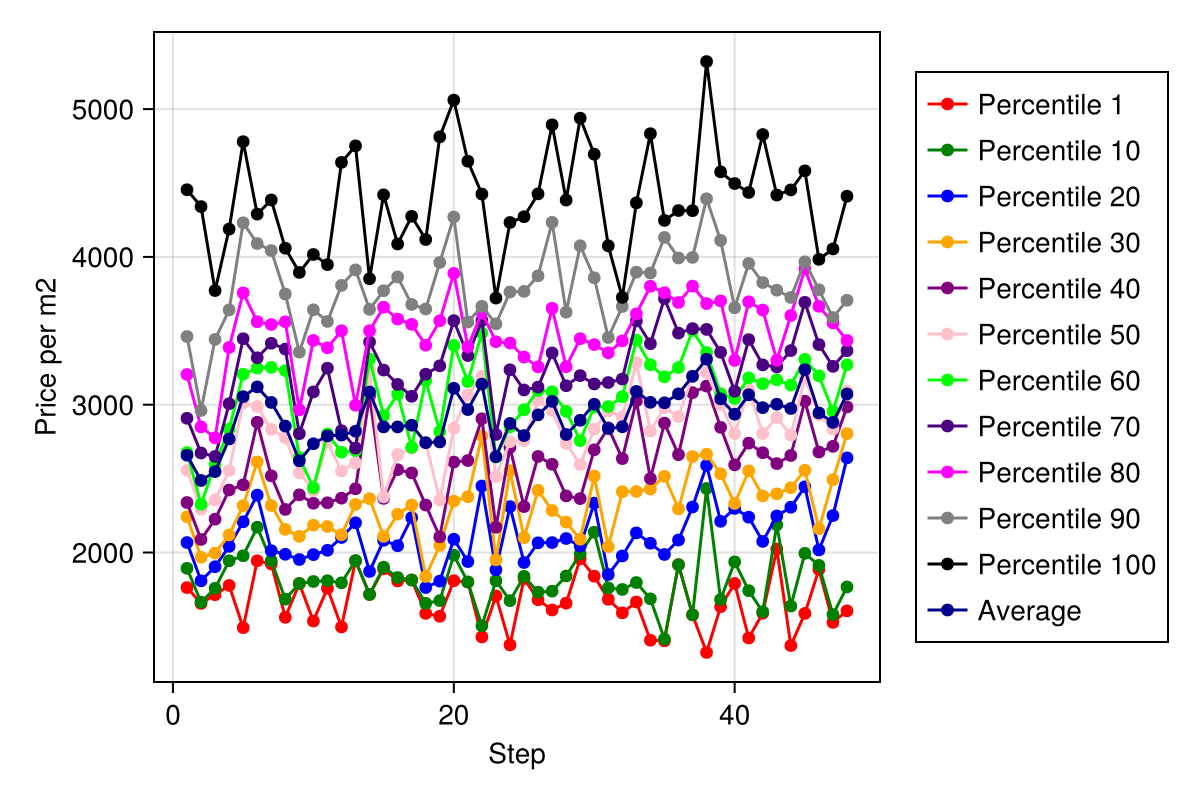 5000
4000
3000
2000
Price per m2
0
20
40
Step
Percentile 1
Percentile 10
Percentile 20
Percentile 30
Percentile 40
Percentile 50
Percentile 60
Percentile 70
Percentile 80
Percentile 90
Percentile 100
Average